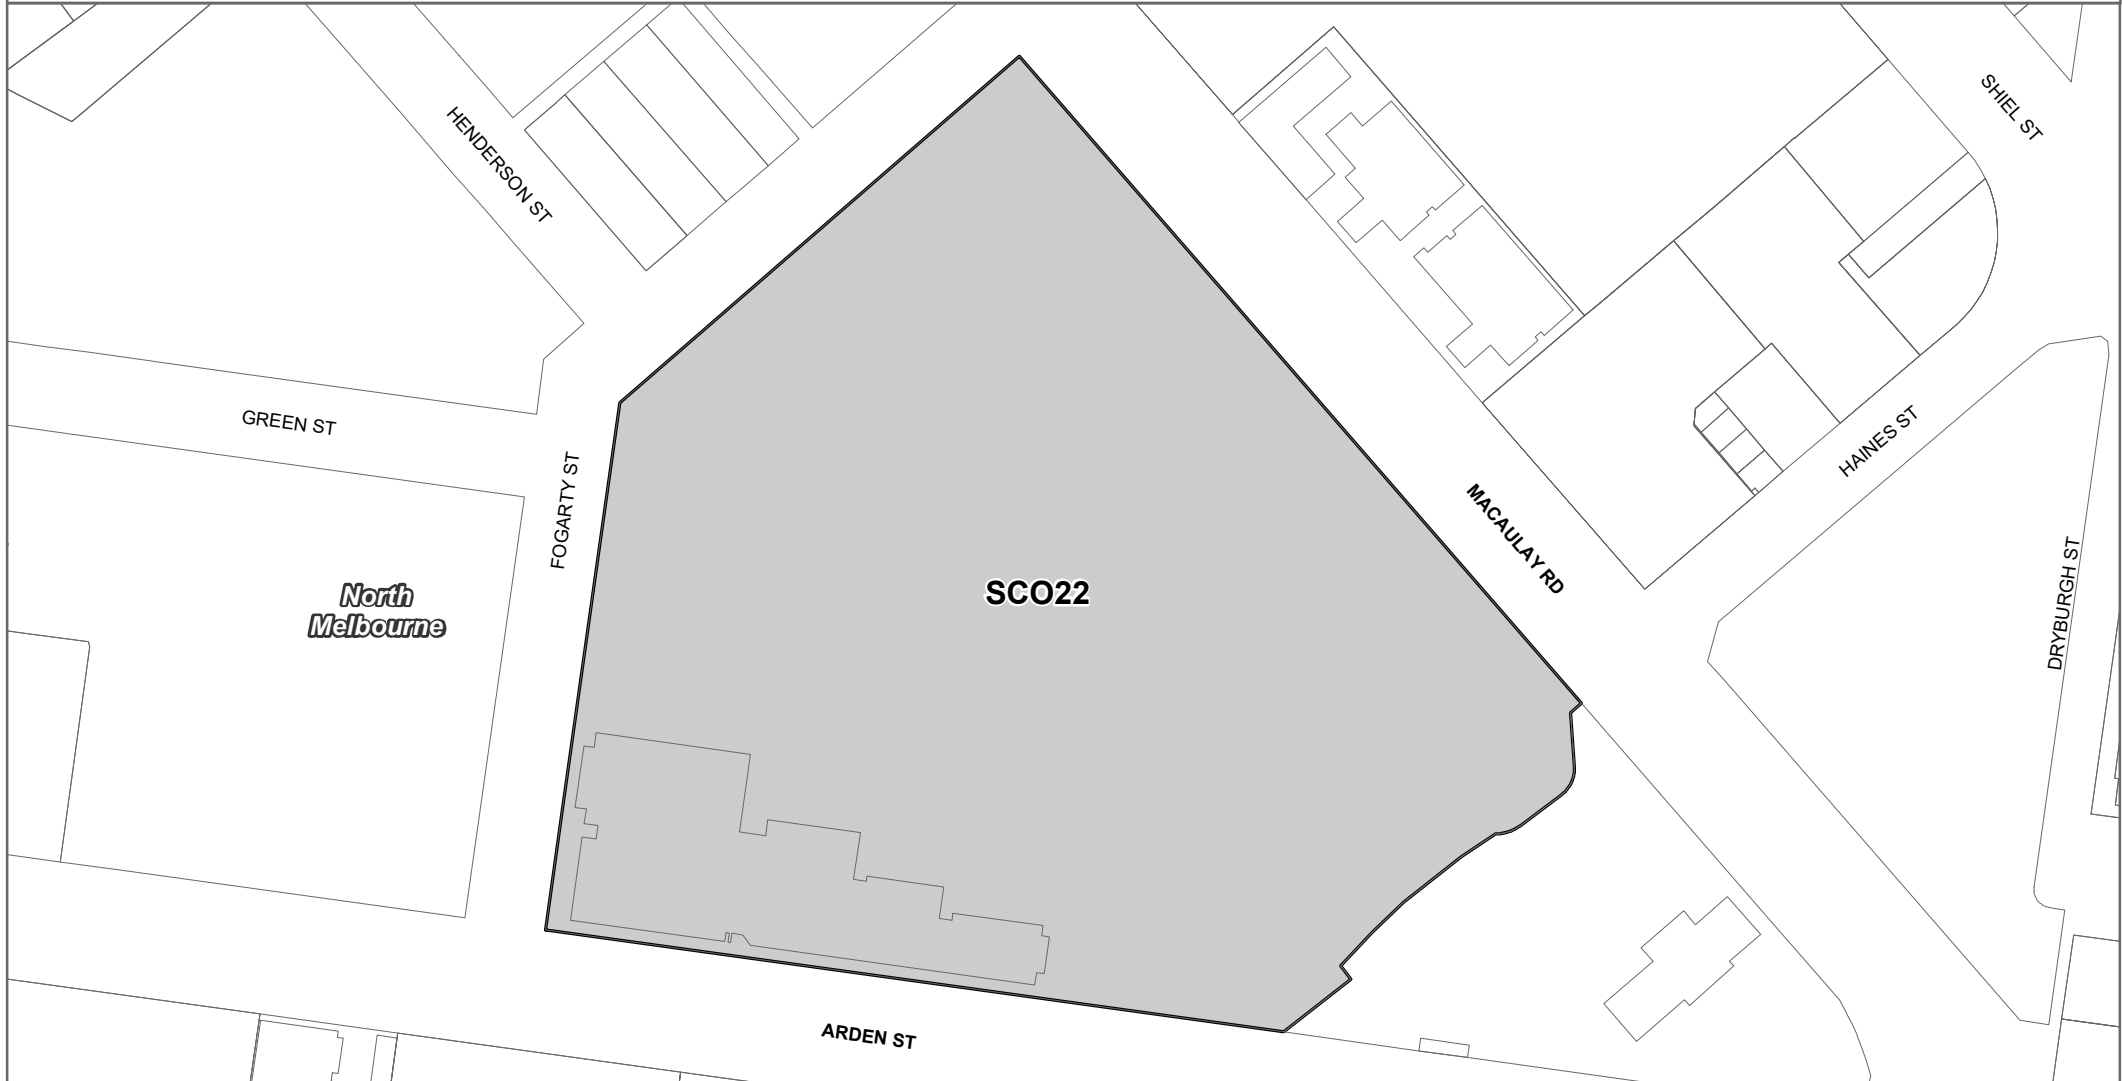 SHIEL ST
HENDERSON ST
GREEN ST
FOGARTY ST
HAINES ST
MACAULAY RD
DRYBURGH ST
North
Melbourne
SCO22
ARDEN ST